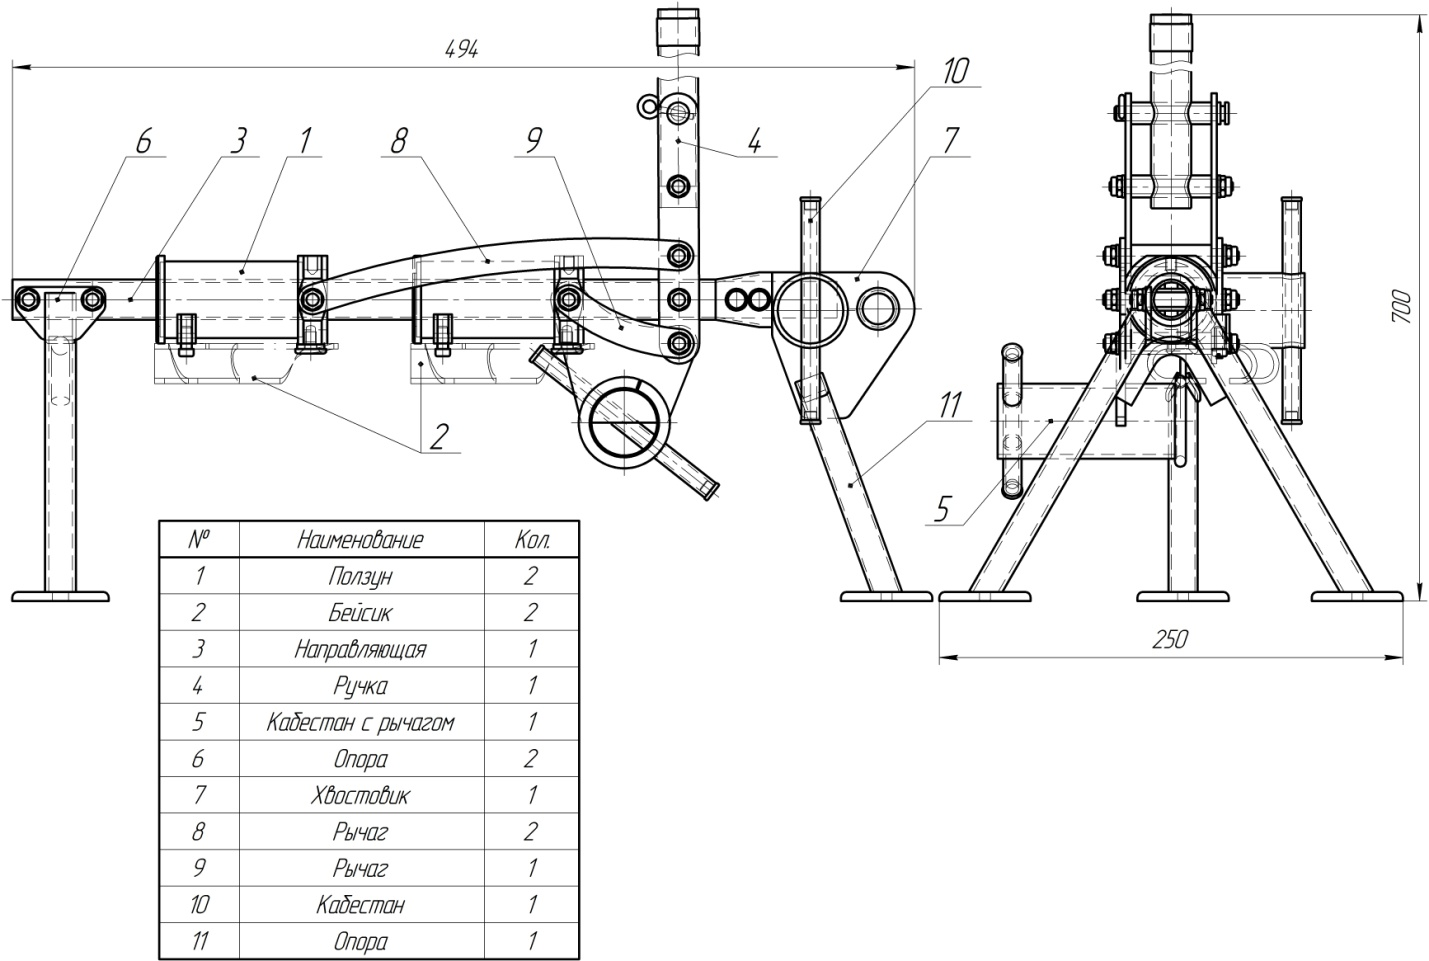 494
10
6 3 1 8 9 4 7
700
2
11
5
250
№ Наименование Кол.
1 Ползун 2
2 Бейсик 2
3 Направляющая 1
4 Ручка 1
5 Кабестан с рычагом 1
6 Опора 2
7 Хвостовик 1
8 Рычаг 2
9 Рычаг 1
10 Кабестан 1
11 Опора 1